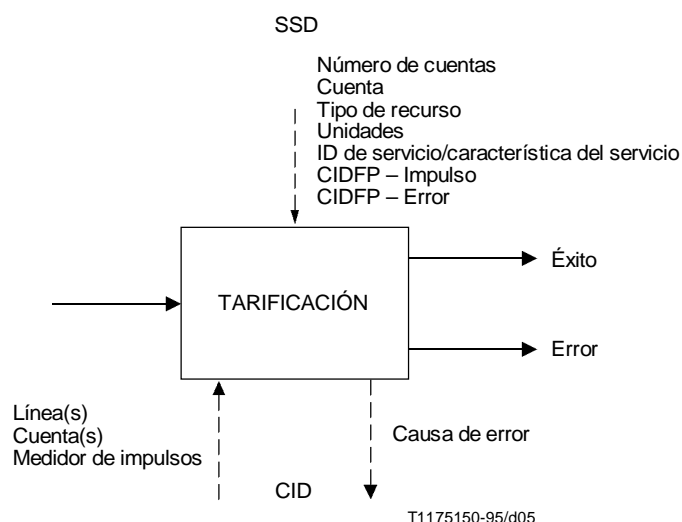 SSD
Número de cuentas
Cuenta
Tipo de recurso
Unidades
ID de servicio/característica del servicio
CIDFP – Impulso
CIDFP – Error
TARIFICACIÓN
Éxito
Error
Línea(s)
Cuenta(s)
Medidor de impulsos
Causa de error
CID
T1175150-95/d05